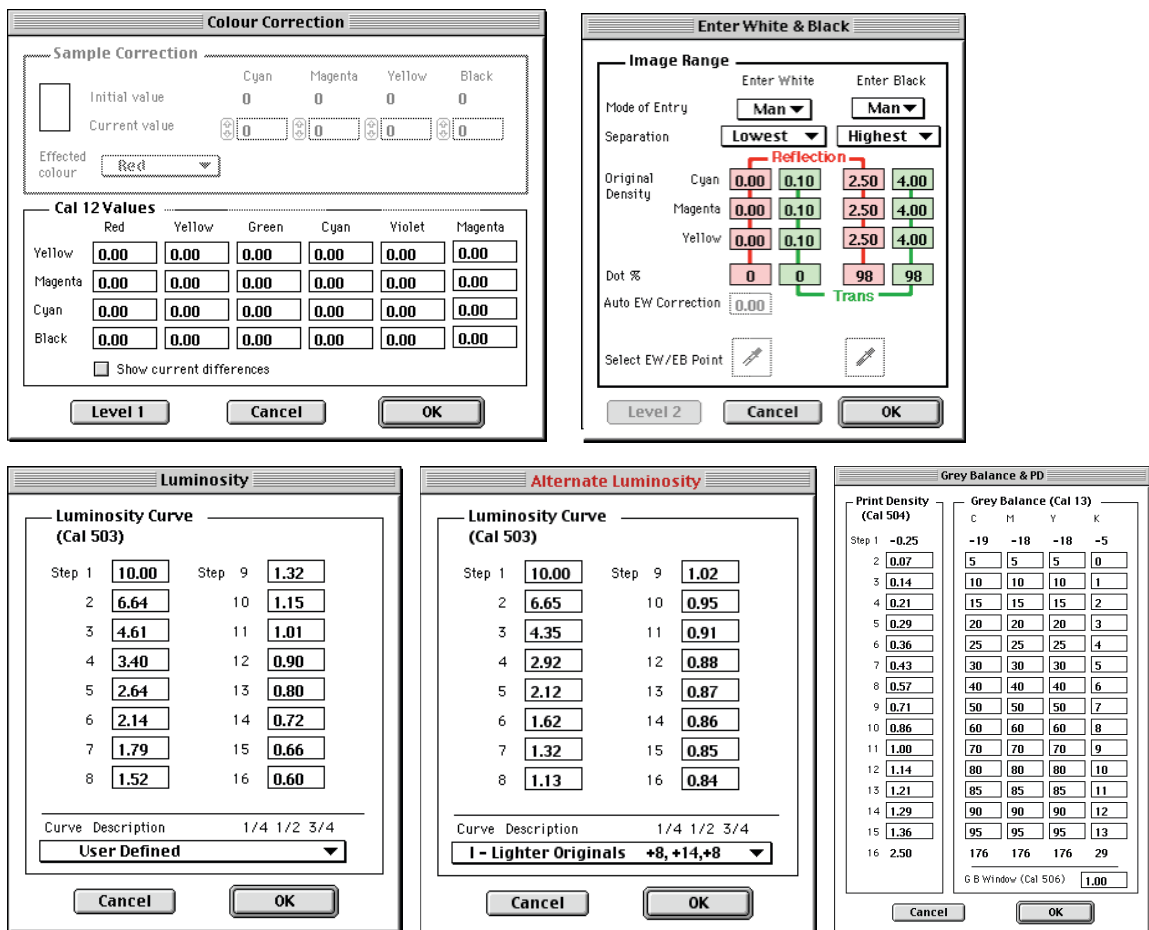 Colour Correction
Sample Correction
Cyan Magenta Yellow Black
Initial value 0 0 0 0
Current value 0 0 0 0
Effected colour Red
Cal 12 Values
Red Yellow Green Cyan Violet Magenta
Yellow 0.00 0.00 0.00 0.00 0.00 0.00
Magenta 0.00 0.00 0.00 0.00 0.00 0.00
Cyan 0.00 0.00 0.00 0.00 0.00 0.00
Black 0.00 0.00 0.00 0.00 0.00 0.00
Show current differences
Level 1 Cancel OK
Enter White & Black
Image Range
Enter White Enter Black
Mode of Entry Man Man
Separation Lowest Highest
Reflection
Original Density
Cyan 0.00 0.10 2.50 4.00
Magenta 0.00 0.10 2.50 4.00
Yellow 0.00 0.10 2.50 4.00
Dot % 0 0 98 98
Trans
Auto EW Correction 0.00
Select EW/EB Point
Level 2 Cancel OK
Luminosity
Luminosity Curve
(Cal 503)
Step 1 10.00 Step 9 1.32
2 6.64 10 1.15
3 4.61 11 1.01
4 3.40 12 0.90
5 2.64 13 0.80
6 2.14 14 0.72
7 1.79 15 0.66
8 1.52 16 0.60
Curve Description 1/4 1/2 3/4
User Defined
Cancel OK
Alternate Luminosity
Luminosity Curve
(Cal 503)
Step 1 10.00 Step 9 1.02
2 6.65 10 0.95
3 4.35 11 0.91
4 2.92 12 0.88
5 2.12 13 0.87
6 1.62 14 0.86
7 1.32 15 0.85
8 1.13 16 0.84
Curve Description 1/4 1/2 3/4
I - Lighter Originals +8, +14,+8
Cancel OK
Grey Balance & PD
Print Density (Cal 504)
Grey Balance (Cal 13)
C M Y K
Step 1 -0.25 -19 -18 -18 -5
2 0.07 5 5 5 0
3 0.14 10 10 10 1
4 0.21 15 15 15 2
5 0.29 20 20 20 3
6 0.36 25 25 25 4
7 0.43 30 30 30 5
8 0.57 40 40 40 6
9 0.71 50 50 50 7
10 0.86 60 60 60 8
11 1.00 70 70 70 9
12 1.14 80 80 80 10
13 1.21 85 85 85 11
14 1.29 90 90 90 12
15 1.36 95 95 95 13
16 2.50 176 176 176 29
G B Window (Cal 506) 1.00
Cancel OK